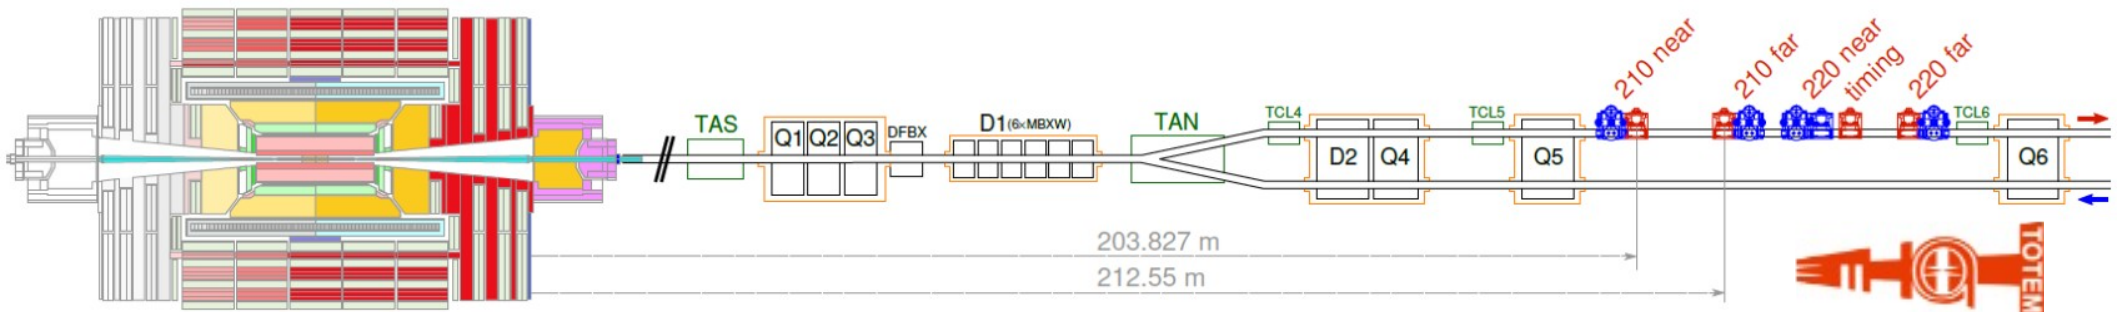 TAS
Q1 Q2 Q3
DFBX
D1(6×MBXW)
TAN
TCL4
D2 Q4
TCL5
Q5
210 near
210 far
220 near
timing
220 far
TCL6
Q6
203.827 m
212.55 m
TOTEM